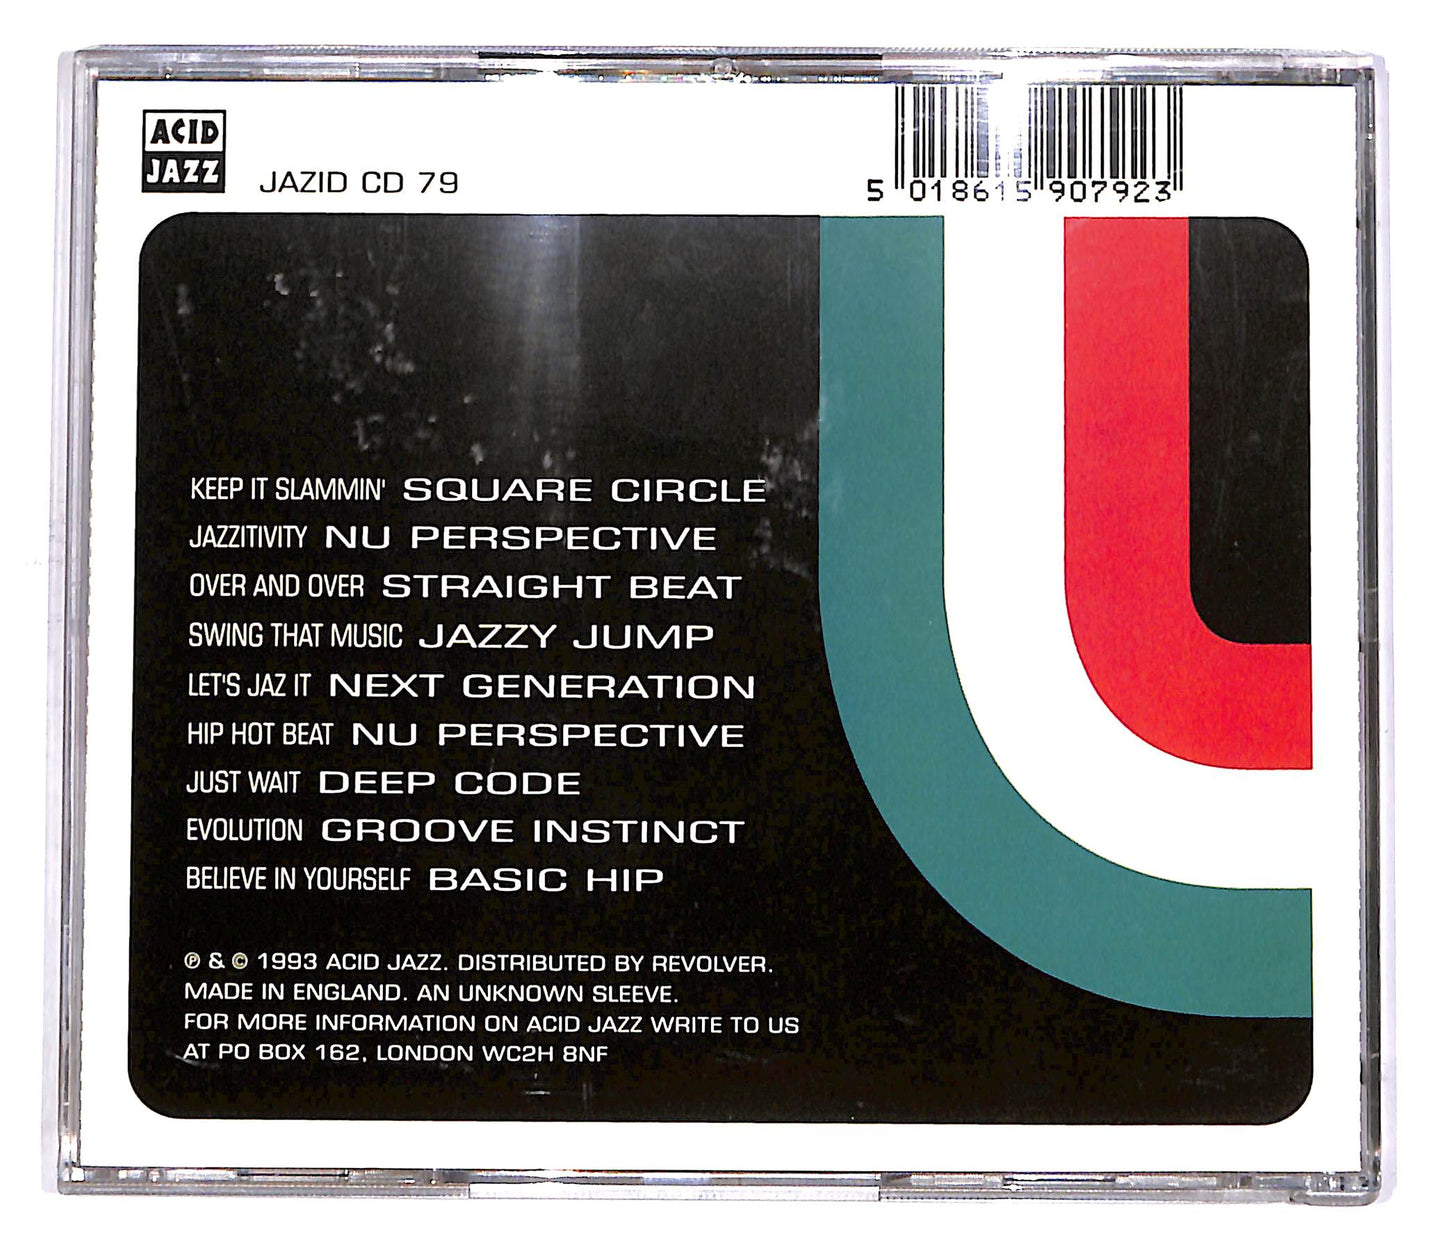 ACID
JAZZ
JAZID CD 79
5 018615 907923
KEEP IT SLAMMIN' SQUARE CIRCLE
JAZZITIVITY NU PERSPECTIVE
OVER AND OVER STRAIGHT BEAT
SWING THAT MUSIC JAZZY JUMP
LET'S JAZ IT NEXT GENERATION
HIP HOT BEAT NU PERSPECTIVE
JUST WAIT DEEP CODE
EVOLUTION GROOVE INSTINCT
BELIEVE IN YOURSELF BASIC HIP
℗ & © 1993 ACID JAZZ. DISTRIBUTED BY REVOLVER.
MADE IN ENGLAND. AN UNKNOWN SLEEVE.
FOR MORE INFORMATION ON ACID JAZZ WRITE TO US
AT PO BOX 162, LONDON WC2H 8NF